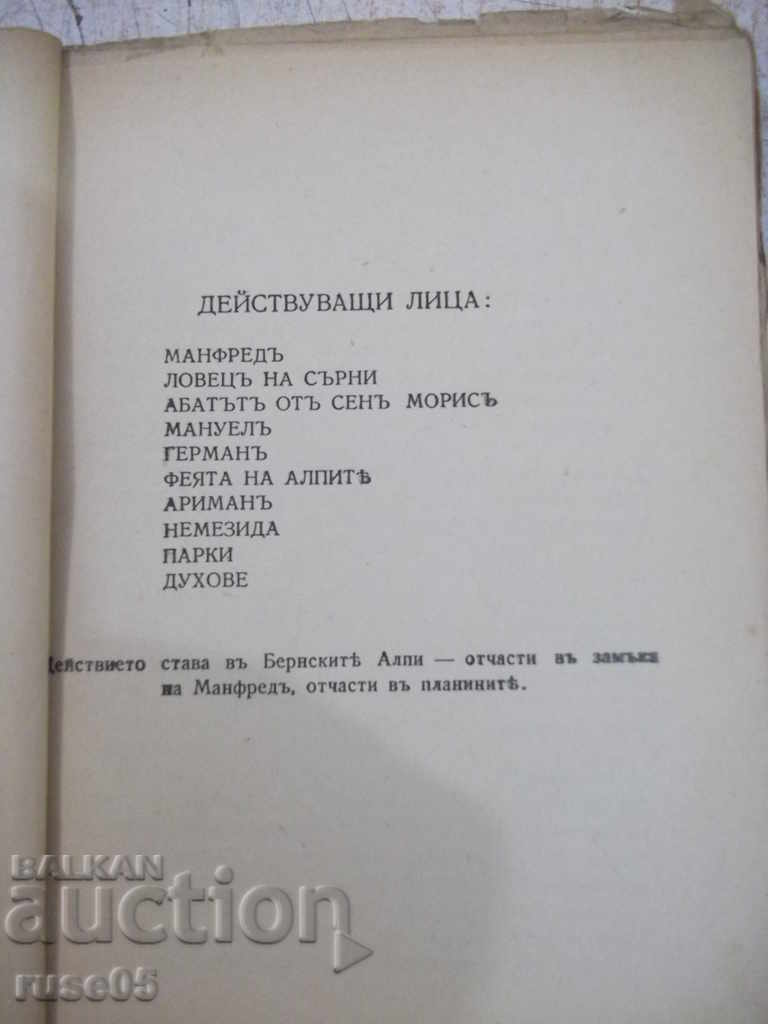 ДЕЙСТВУВАЩИ ЛИЦА:
МАНФРЕДЪ
ЛОВЕЦЪ НА СЪРНИ
АБАТЪТЪ ОТЪ СЕНЪ МОРИСЪ
МАНУЕЛЪ
ГЕРМАНЪ
ФЕЯТА НА АЛПИТѢ
АРИМАНЪ
НЕМЕЗИДА
ПАРКИ
ДУХОВЕ
Действието става въ Бернскитѣ Алпи — отчасти въ замъка
на Манфредъ, отчасти въ планинитѣ.
BALKAN
auction
ruse05